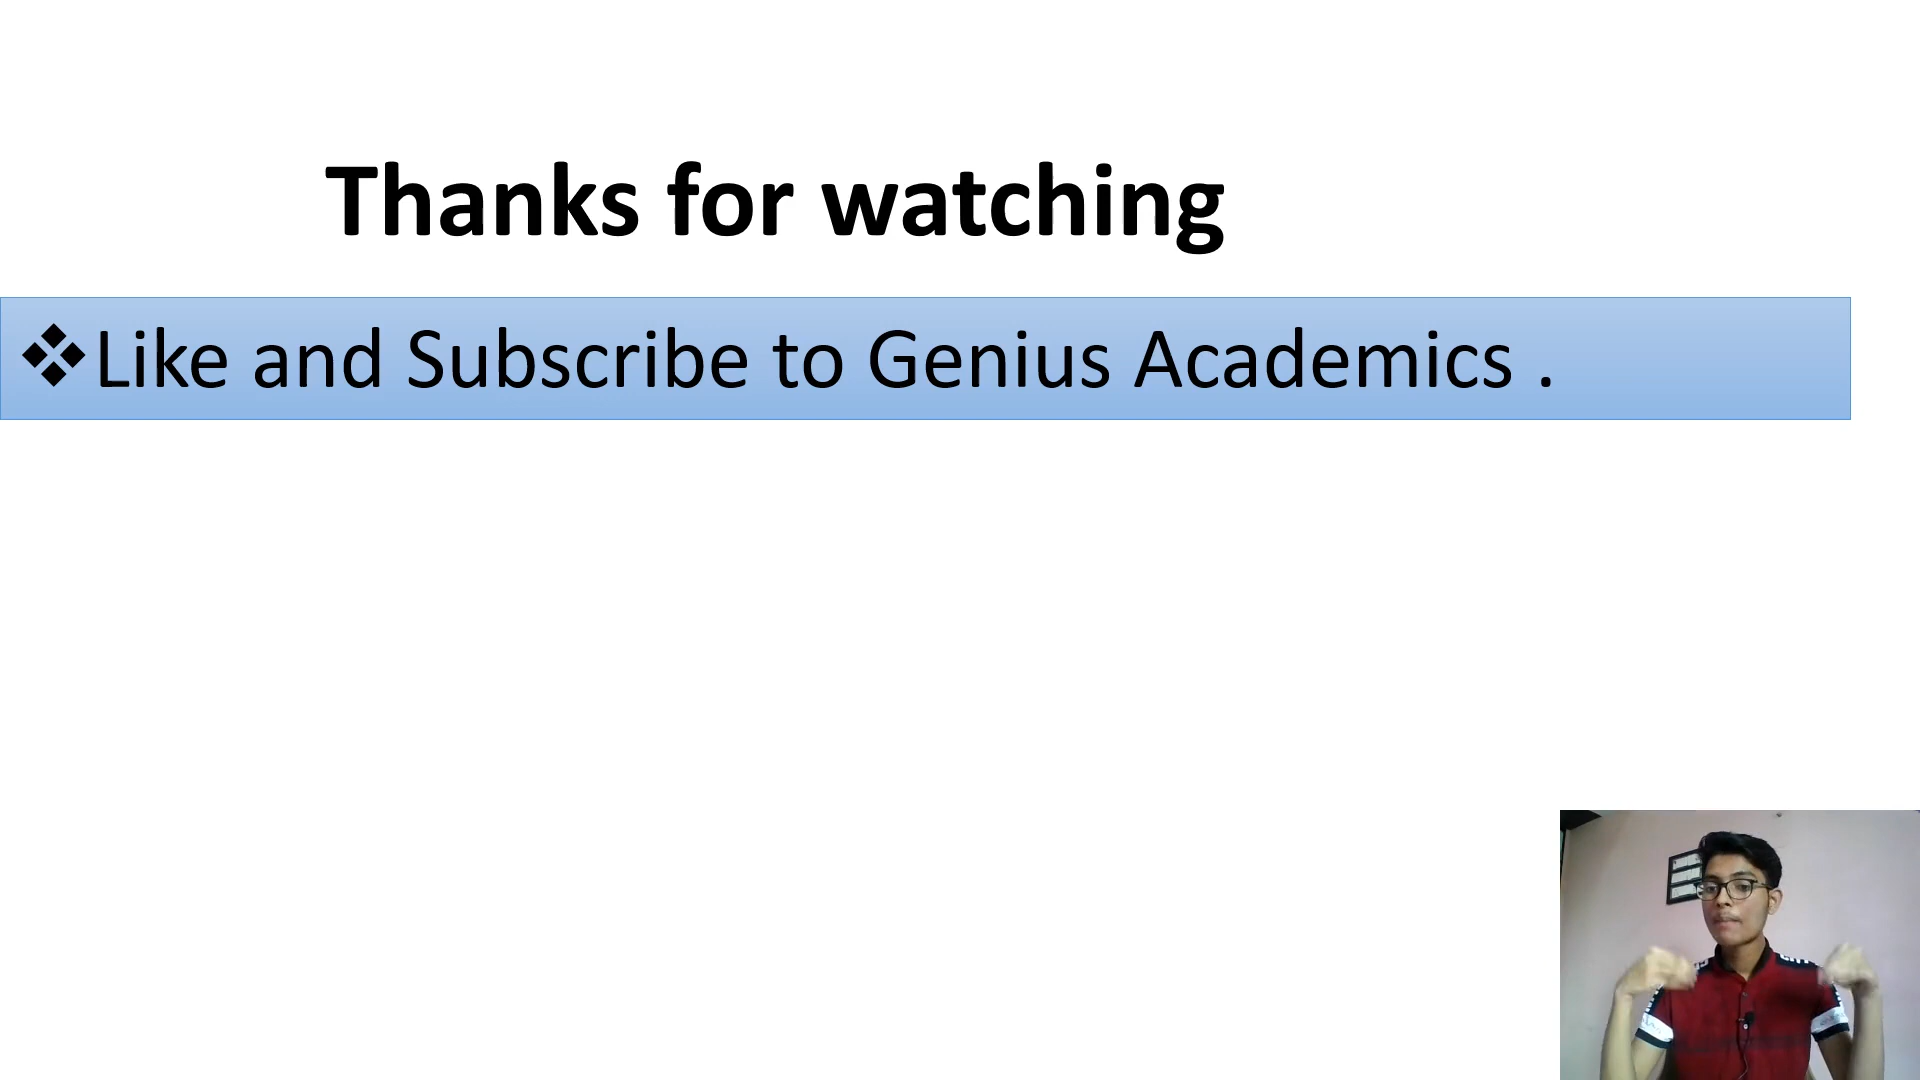 Thanks for watching
❖Like and Subscribe to Genius Academics .